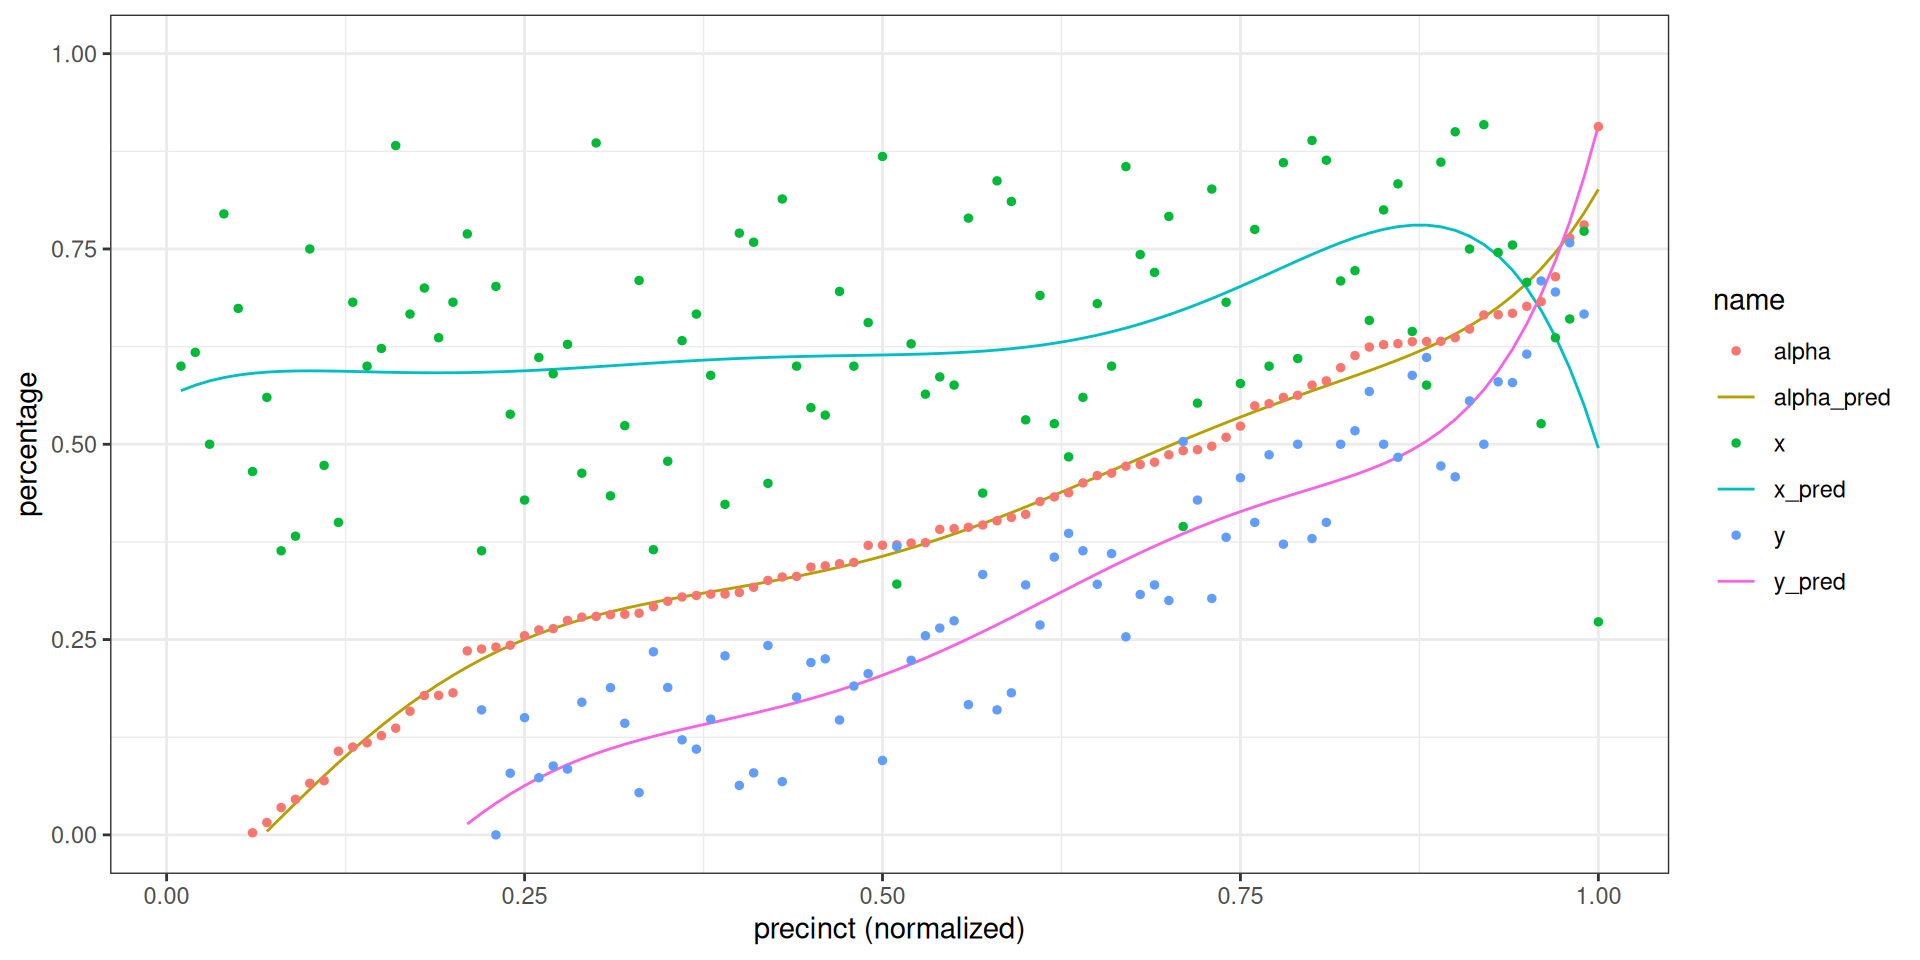 1.00
0.75
0.50
0.25
0.00
percentage
0.00 0.25 0.50 0.75 1.00
precinct (normalized)
name
alpha
alpha_pred
x
x_pred
y
y_pred